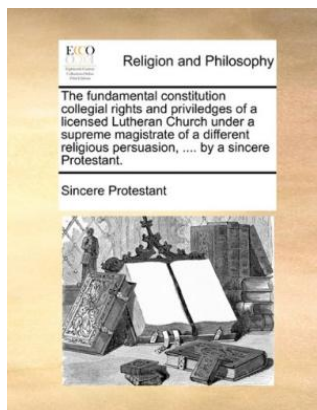 ECCO
Religion and Philosophy
The fundamental constitution
collegial rights and priviledges of a
licensed Lutheran Church under a
supreme magistrate of a different
religious persuasion, .... by a sincere
Protestant.
Sincere Protestant